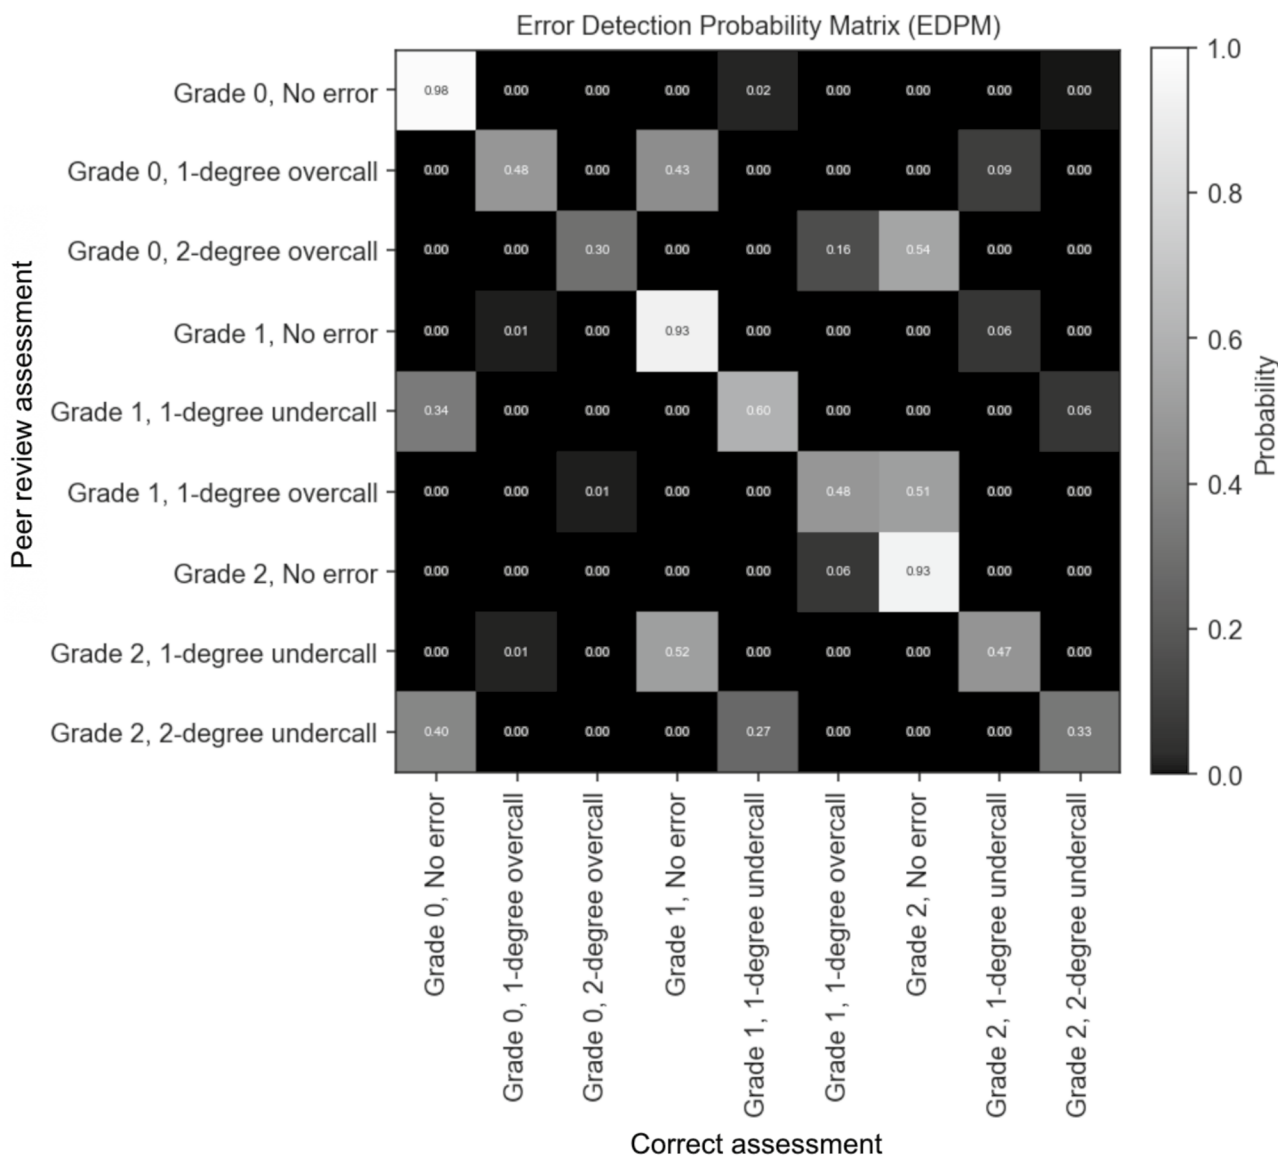 Error Detection Probability Matrix (EDPM)
Peer review assessment
Grade 0, No error 0.98 0.00 0.00 0.00 0.02 0.00 0.00 0.00 0.00
Grade 0, 1-degree overcall 0.00 0.48 0.00 0.43 0.00 0.00 0.00 0.09 0.00
Grade 0, 2-degree overcall 0.00 0.00 0.30 0.00 0.00 0.16 0.54 0.00 0.00
Grade 1, No error 0.00 0.01 0.00 0.93 0.00 0.00 0.00 0.06 0.00
Grade 1, 1-degree undercall 0.34 0.00 0.00 0.00 0.60 0.00 0.00 0.00 0.06
Grade 1, 1-degree overcall 0.00 0.00 0.01 0.00 0.00 0.48 0.51 0.00 0.00
Grade 2, No error 0.00 0.00 0.00 0.00 0.00 0.06 0.93 0.00 0.00
Grade 2, 1-degree undercall 0.00 0.01 0.00 0.52 0.00 0.00 0.00 0.47 0.00
Grade 2, 2-degree undercall 0.40 0.00 0.00 0.00 0.27 0.00 0.00 0.00 0.33
Grade 0, No error
Grade 0, 1-degree overcall
Grade 0, 2-degree overcall
Grade 1, No error
Grade 1, 1-degree undercall
Grade 1, 1-degree overcall
Grade 2, No error
Grade 2, 1-degree undercall
Grade 2, 2-degree undercall
Correct assessment
1.0
0.8
0.6
0.4
0.2
0.0
Probability